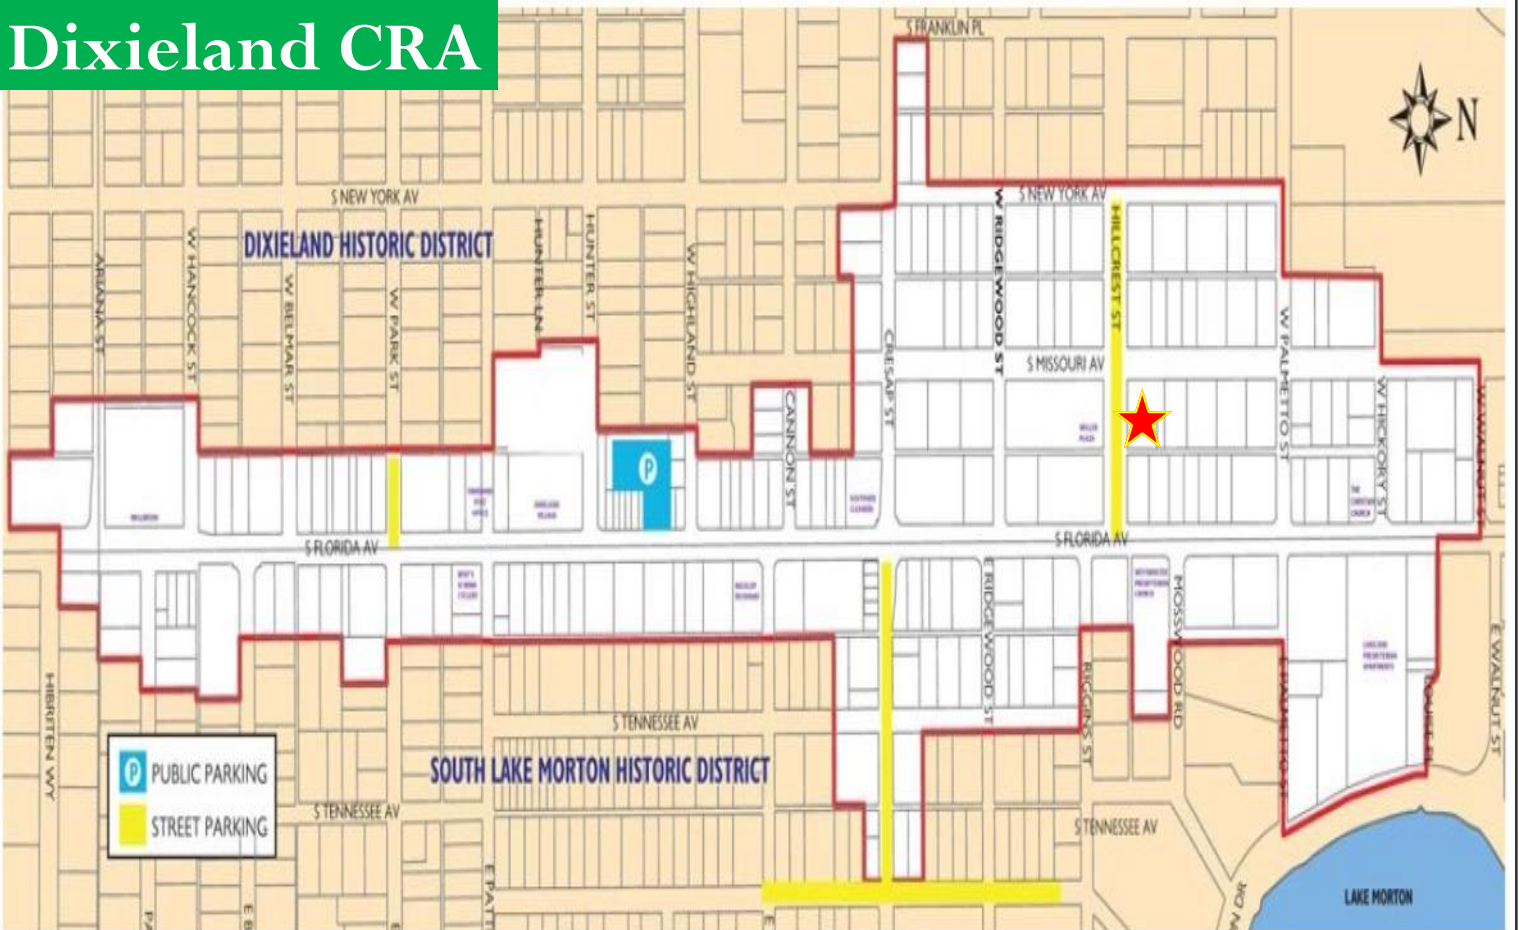 Dixieland CRA
S FRANKLIN PL
N
S NEW YORK AV
S NEW YORK AV
DIXIELAND HISTORIC DISTRICT
ARIANA ST
W HANCOCK ST
W BELMAR ST
W PARK ST
HUNTER LN
HUNTER ST
W HIGHLAND ST
CANNON ST
CRESAP ST
W RIDGEWOOD ST
HILLCREST ST
S MISSOURI AV
W PALMETTO ST
W HICKORY ST
W WALNUT ST
P
S FLORIDA AV
S FLORIDA AV
E RIDGEWOOD ST
RIGGINS ST
MOSSWOOD RD
E PALMETTO ST
E WALNUT ST
HIBRITEN WY
S TENNESSEE AV
SOUTH LAKE MORTON HISTORIC DISTRICT
P PUBLIC PARKING
STREET PARKING
S TENNESSEE AV
S TENNESSEE AV
LAKE MORTON